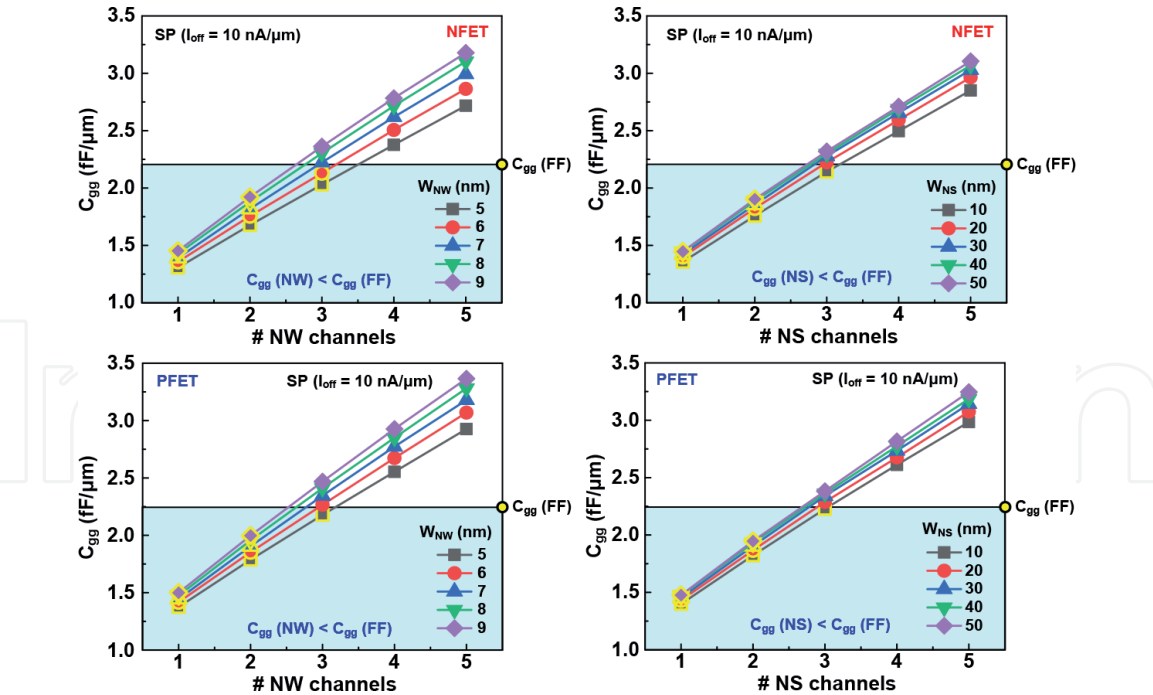 SP (Ioff = 10 nA/μm)
NFET
Cgg (fF/μm)
3.5
3.0
2.5
2.0
1.5
1.0
Cgg (FF)
WNW (nm)
5
6
7
8
9
Cgg (NW) < Cgg (FF)
1 2 3 4 5
# NW channels
SP (Ioff = 10 nA/μm)
NFET
Cgg (fF/μm)
3.5
3.0
2.5
2.0
1.5
1.0
Cgg (FF)
WNS (nm)
10
20
30
40
50
Cgg (NS) < Cgg (FF)
1 2 3 4 5
# NS channels
PFET
SP (Ioff = 10 nA/μm)
Cgg (fF/μm)
3.5
3.0
2.5
2.0
1.5
1.0
Cgg (FF)
WNW (nm)
5
6
7
8
9
Cgg (NW) < Cgg (FF)
1 2 3 4 5
# NW channels
PFET
SP (Ioff = 10 nA/μm)
Cgg (fF/μm)
3.5
3.0
2.5
2.0
1.5
1.0
Cgg (FF)
WNS (nm)
10
20
30
40
50
Cgg (NS) < Cgg (FF)
1 2 3 4 5
# NS channels